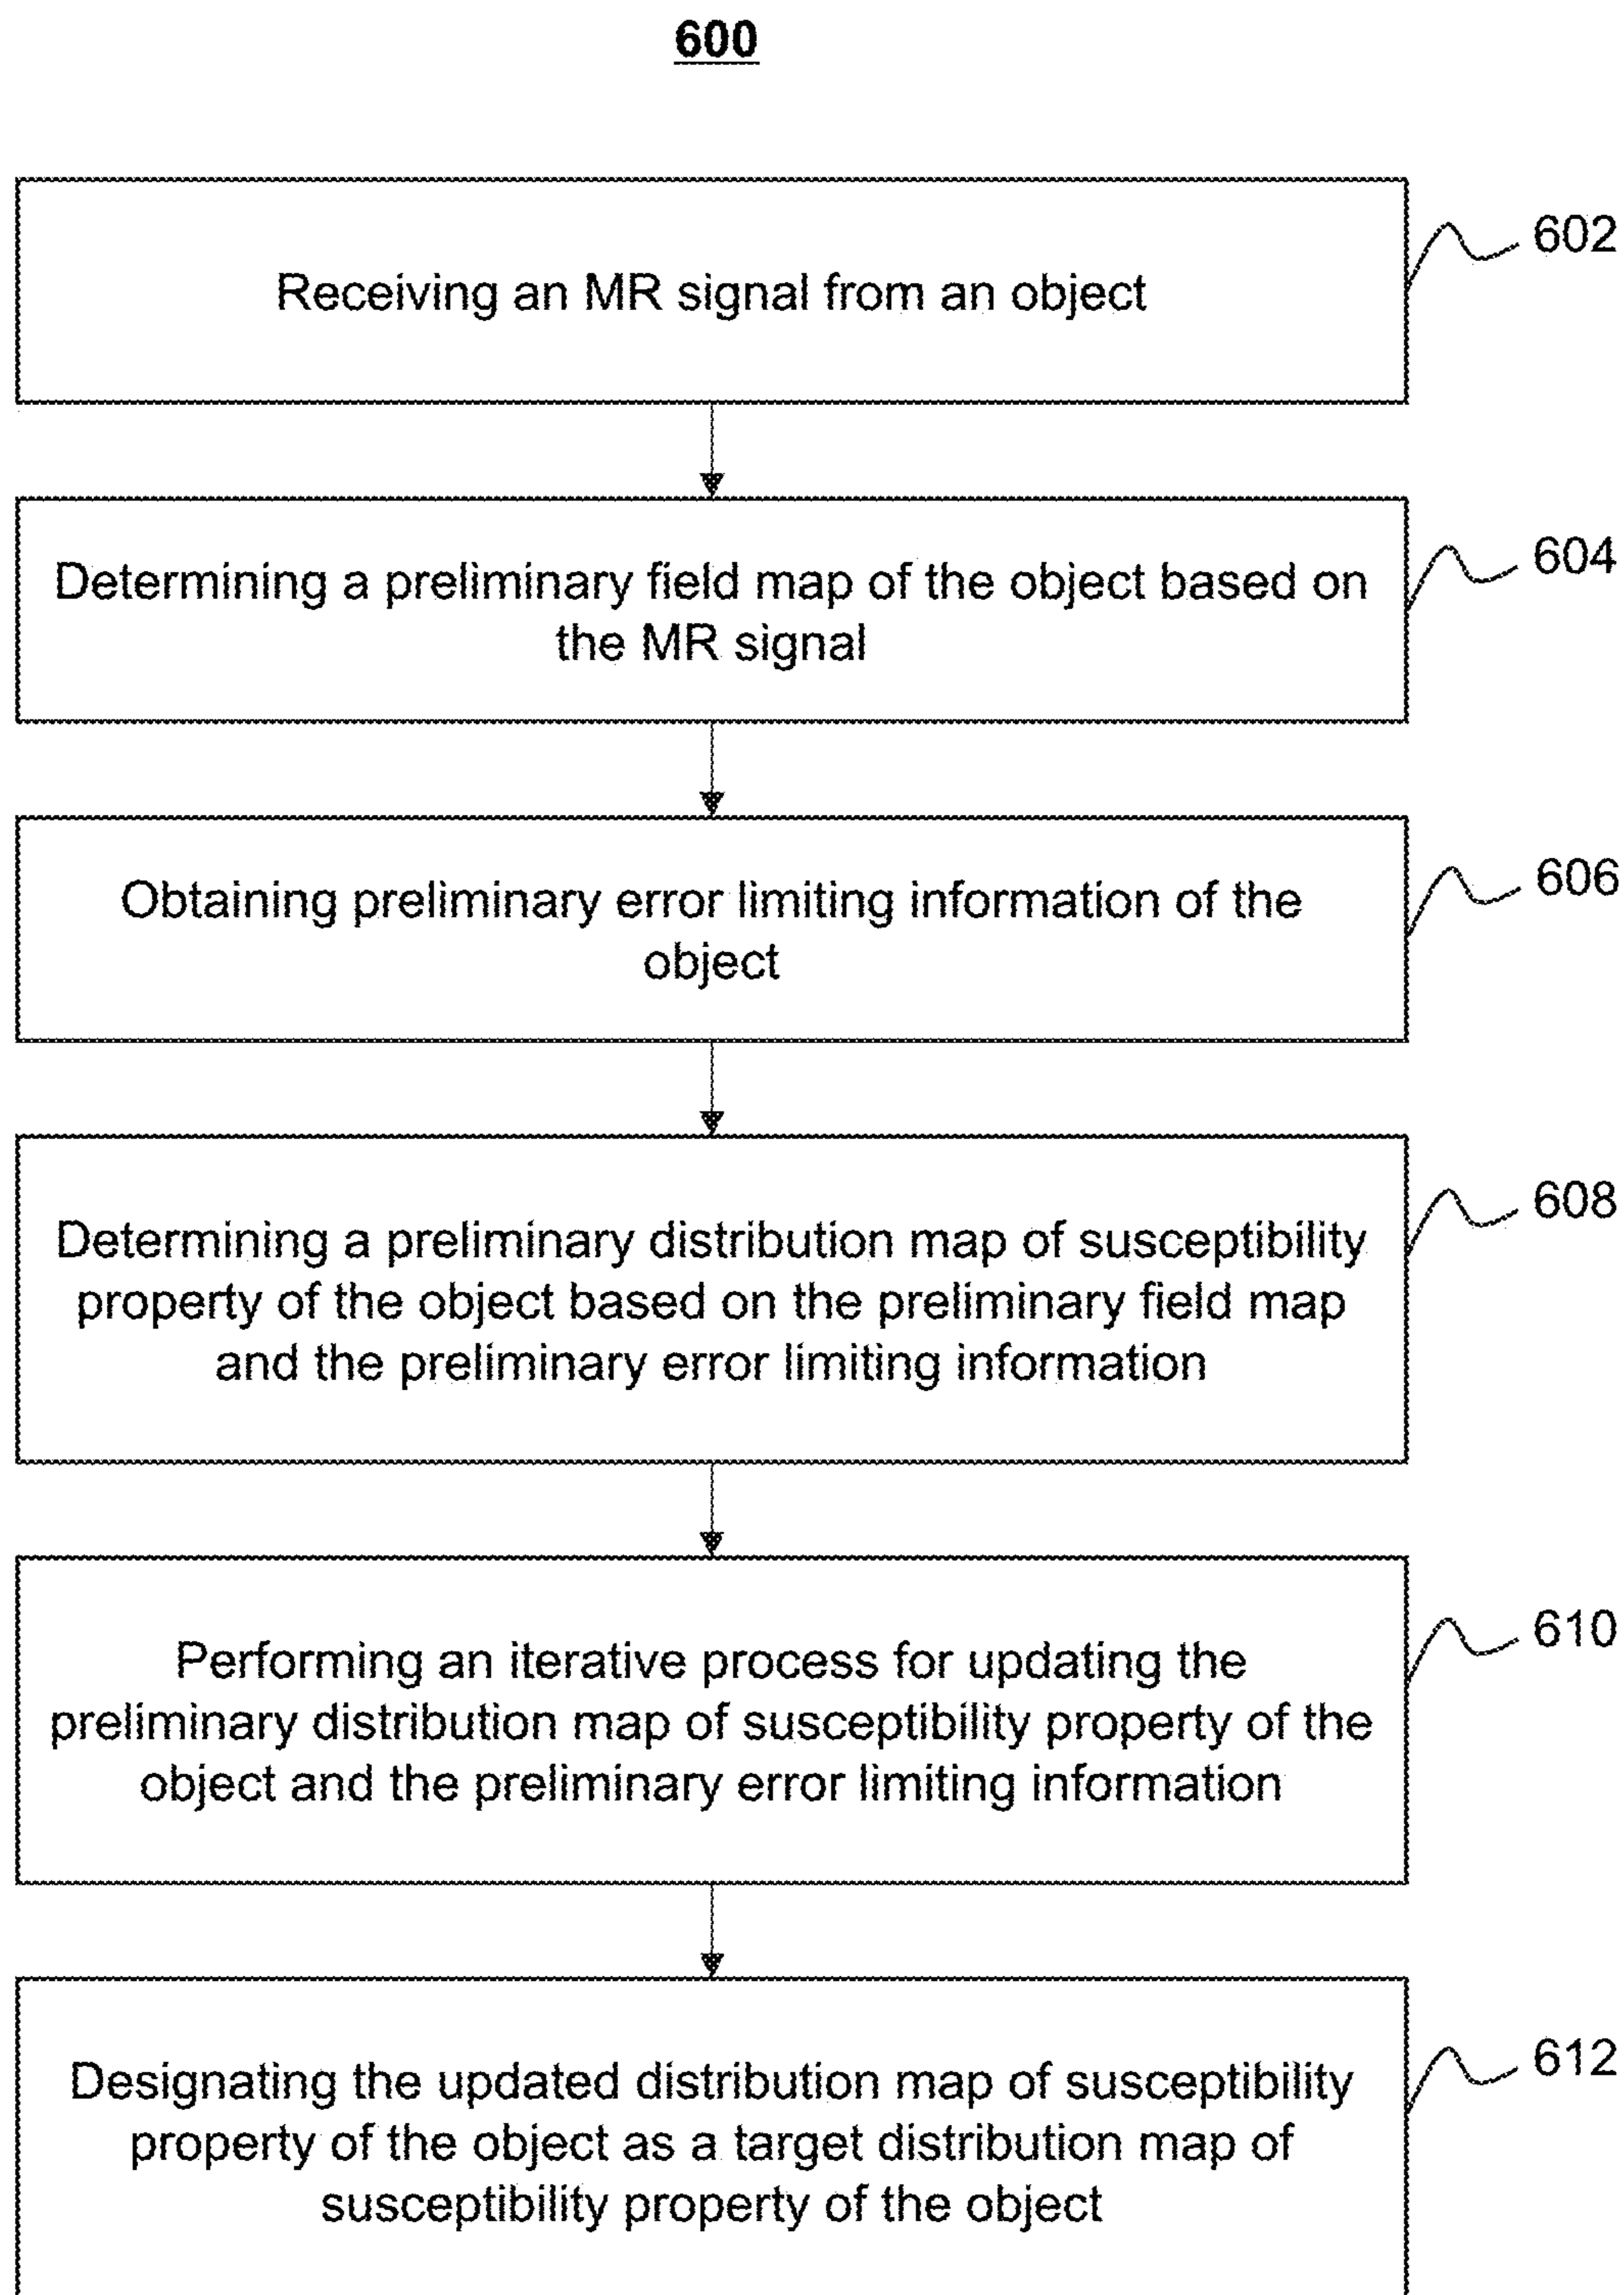 600
Receiving an MR signal from an object
602
Determining a preliminary field map of the object based on
the MR signal
604
Obtaining preliminary error limiting information of the
object
606
Determining a preliminary distribution map of susceptibility
property of the object based on the preliminary field map
and the preliminary error limiting information
608
Performing an iterative process for updating the
preliminary distribution map of susceptibility property of the
object and the preliminary error limiting information
610
Designating the updated distribution map of susceptibility
property of the object as a target distribution map of
susceptibility property of the object
612